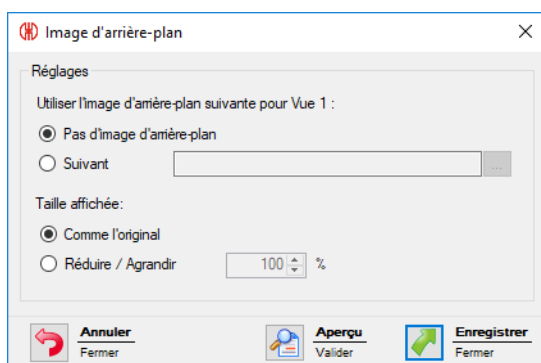 Image d'arrière-plan
Réglages
Utiliser l'image d'arrière-plan suivante pour Vue 1 :
Pas d'image d'arrière-plan
Suivant
...
Taille affichée:
Comme l'original
Réduire / Agrandir 100 %
Annuler Aperçu Enregistrer
Fermer Valider Fermer